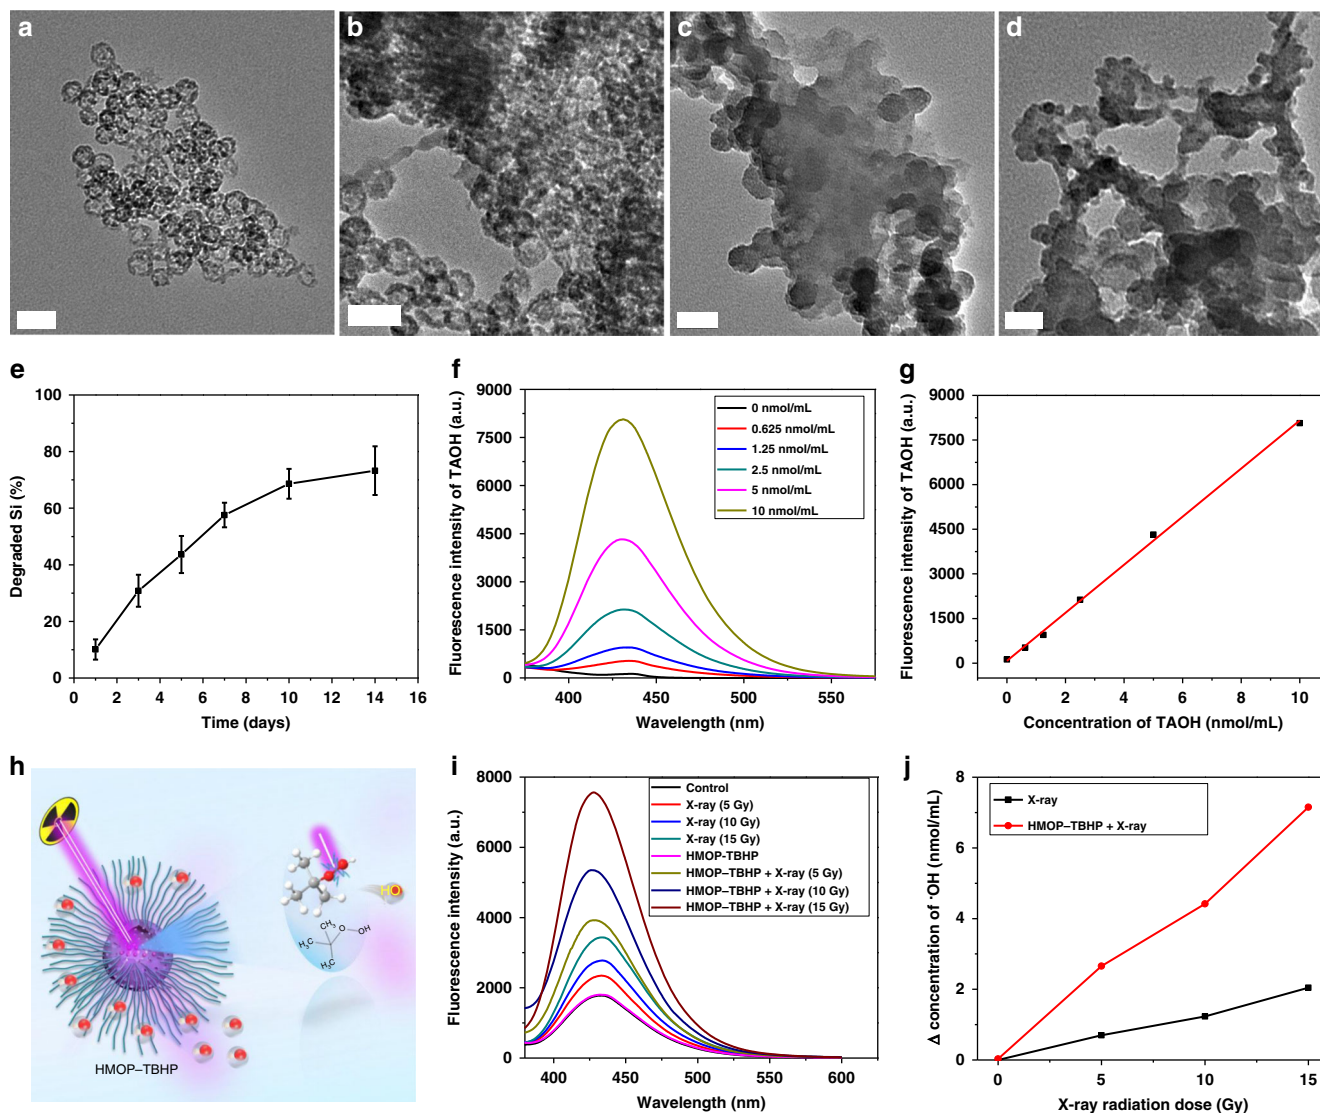 a
b
c
d
e
Degraded Si (%)
100
80
60
40
20
0
0 2 4 6 8 10 12 14 16
Time (days)
f
Fluorescence intensity of TAOH (a.u.)
9000
7500
6000
4500
3000
1500
0
400 450 500 550
Wavelength (nm)
0 nmol/mL
0.625 nmol/mL
1.25 nmol/mL
2.5 nmol/mL
5 nmol/mL
10 nmol/mL
g
Fluorescence intensity of TAOH (a.u.)
9000
7500
6000
4500
3000
1500
0
0 2 4 6 8 10
Concentration of TAOH (nmol/mL)
h
HO
CH₃
H₃C
O
OH
H₃C
HMOP–TBHP
i
Fluorescence intensity (a.u.)
8000
6000
4000
2000
0
400 450 500 550 600
Wavelength (nm)
Control
X-ray (5 Gy)
X-ray (10 Gy)
X-ray (15 Gy)
HMOP-TBHP
HMOP–TBHP + X-ray (5 Gy)
HMOP–TBHP + X-ray (10 Gy)
HMOP–TBHP + X-ray (15 Gy)
j
Δ concentration of ·OH (nmol/mL)
8
6
4
2
0
0 5 10 15
X-ray radiation dose (Gy)
X-ray
HMOP–TBHP + X-ray